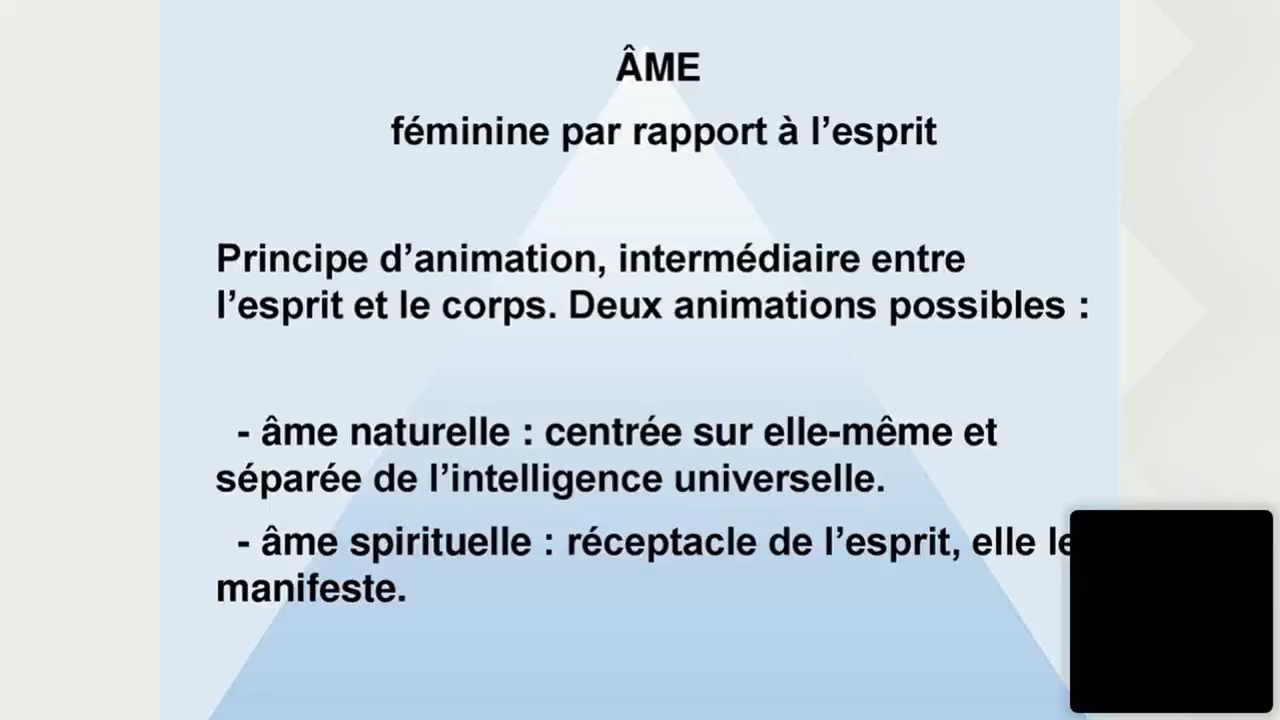 ÂME
féminine par rapport à l’esprit
Principe d’animation, intermédiaire entre
l’esprit et le corps. Deux animations possibles :
- âme naturelle : centrée sur elle-même et
séparée de l’intelligence universelle.
- âme spirituelle : réceptacle de l’esprit, elle le
manifeste.